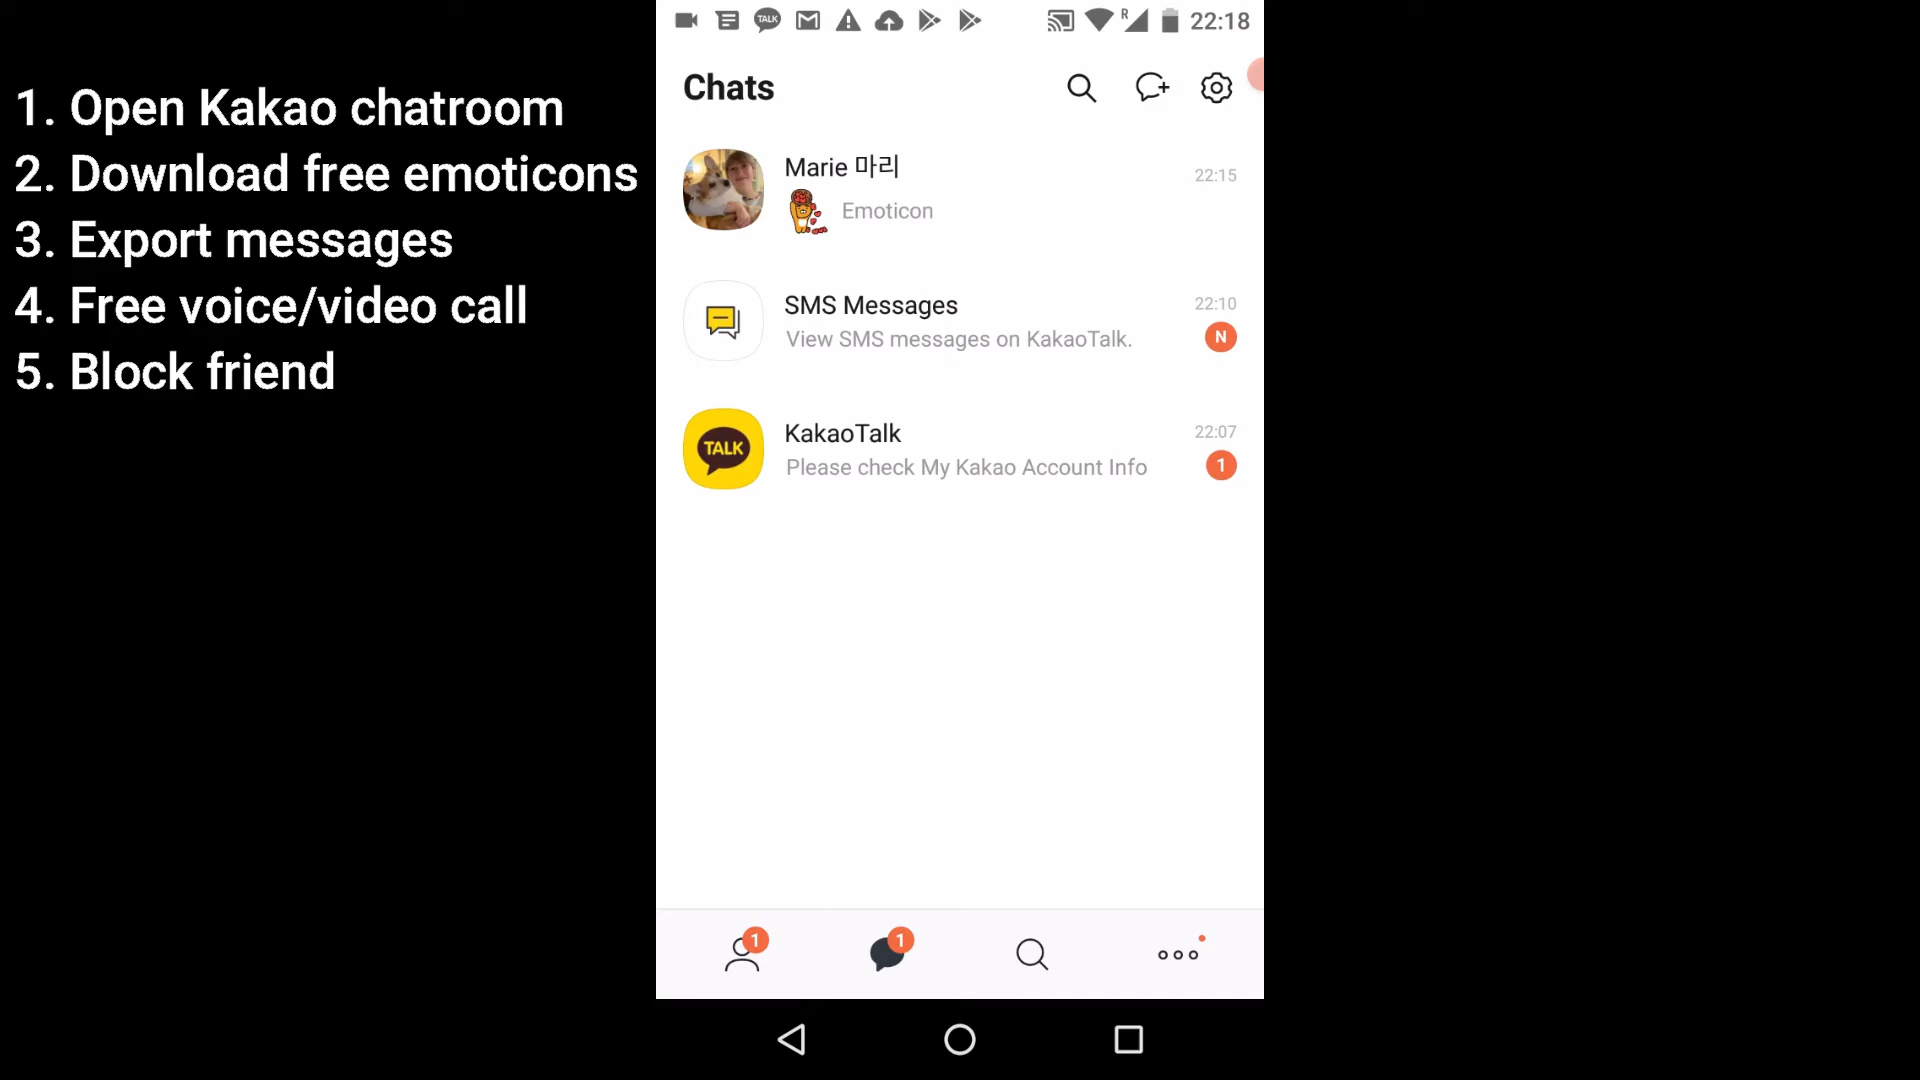 1. Open Kakao chatroom
2. Download free emoticons
3. Export messages
4. Free voice/video call
5. Block friend
TALK
R
22:18
Chats
Marie 마리
22:15
Emoticon
SMS Messages
22:10
View SMS messages on KakaoTalk.
N
TALK
KakaoTalk
22:07
Please check My Kakao Account Info
1
1
1